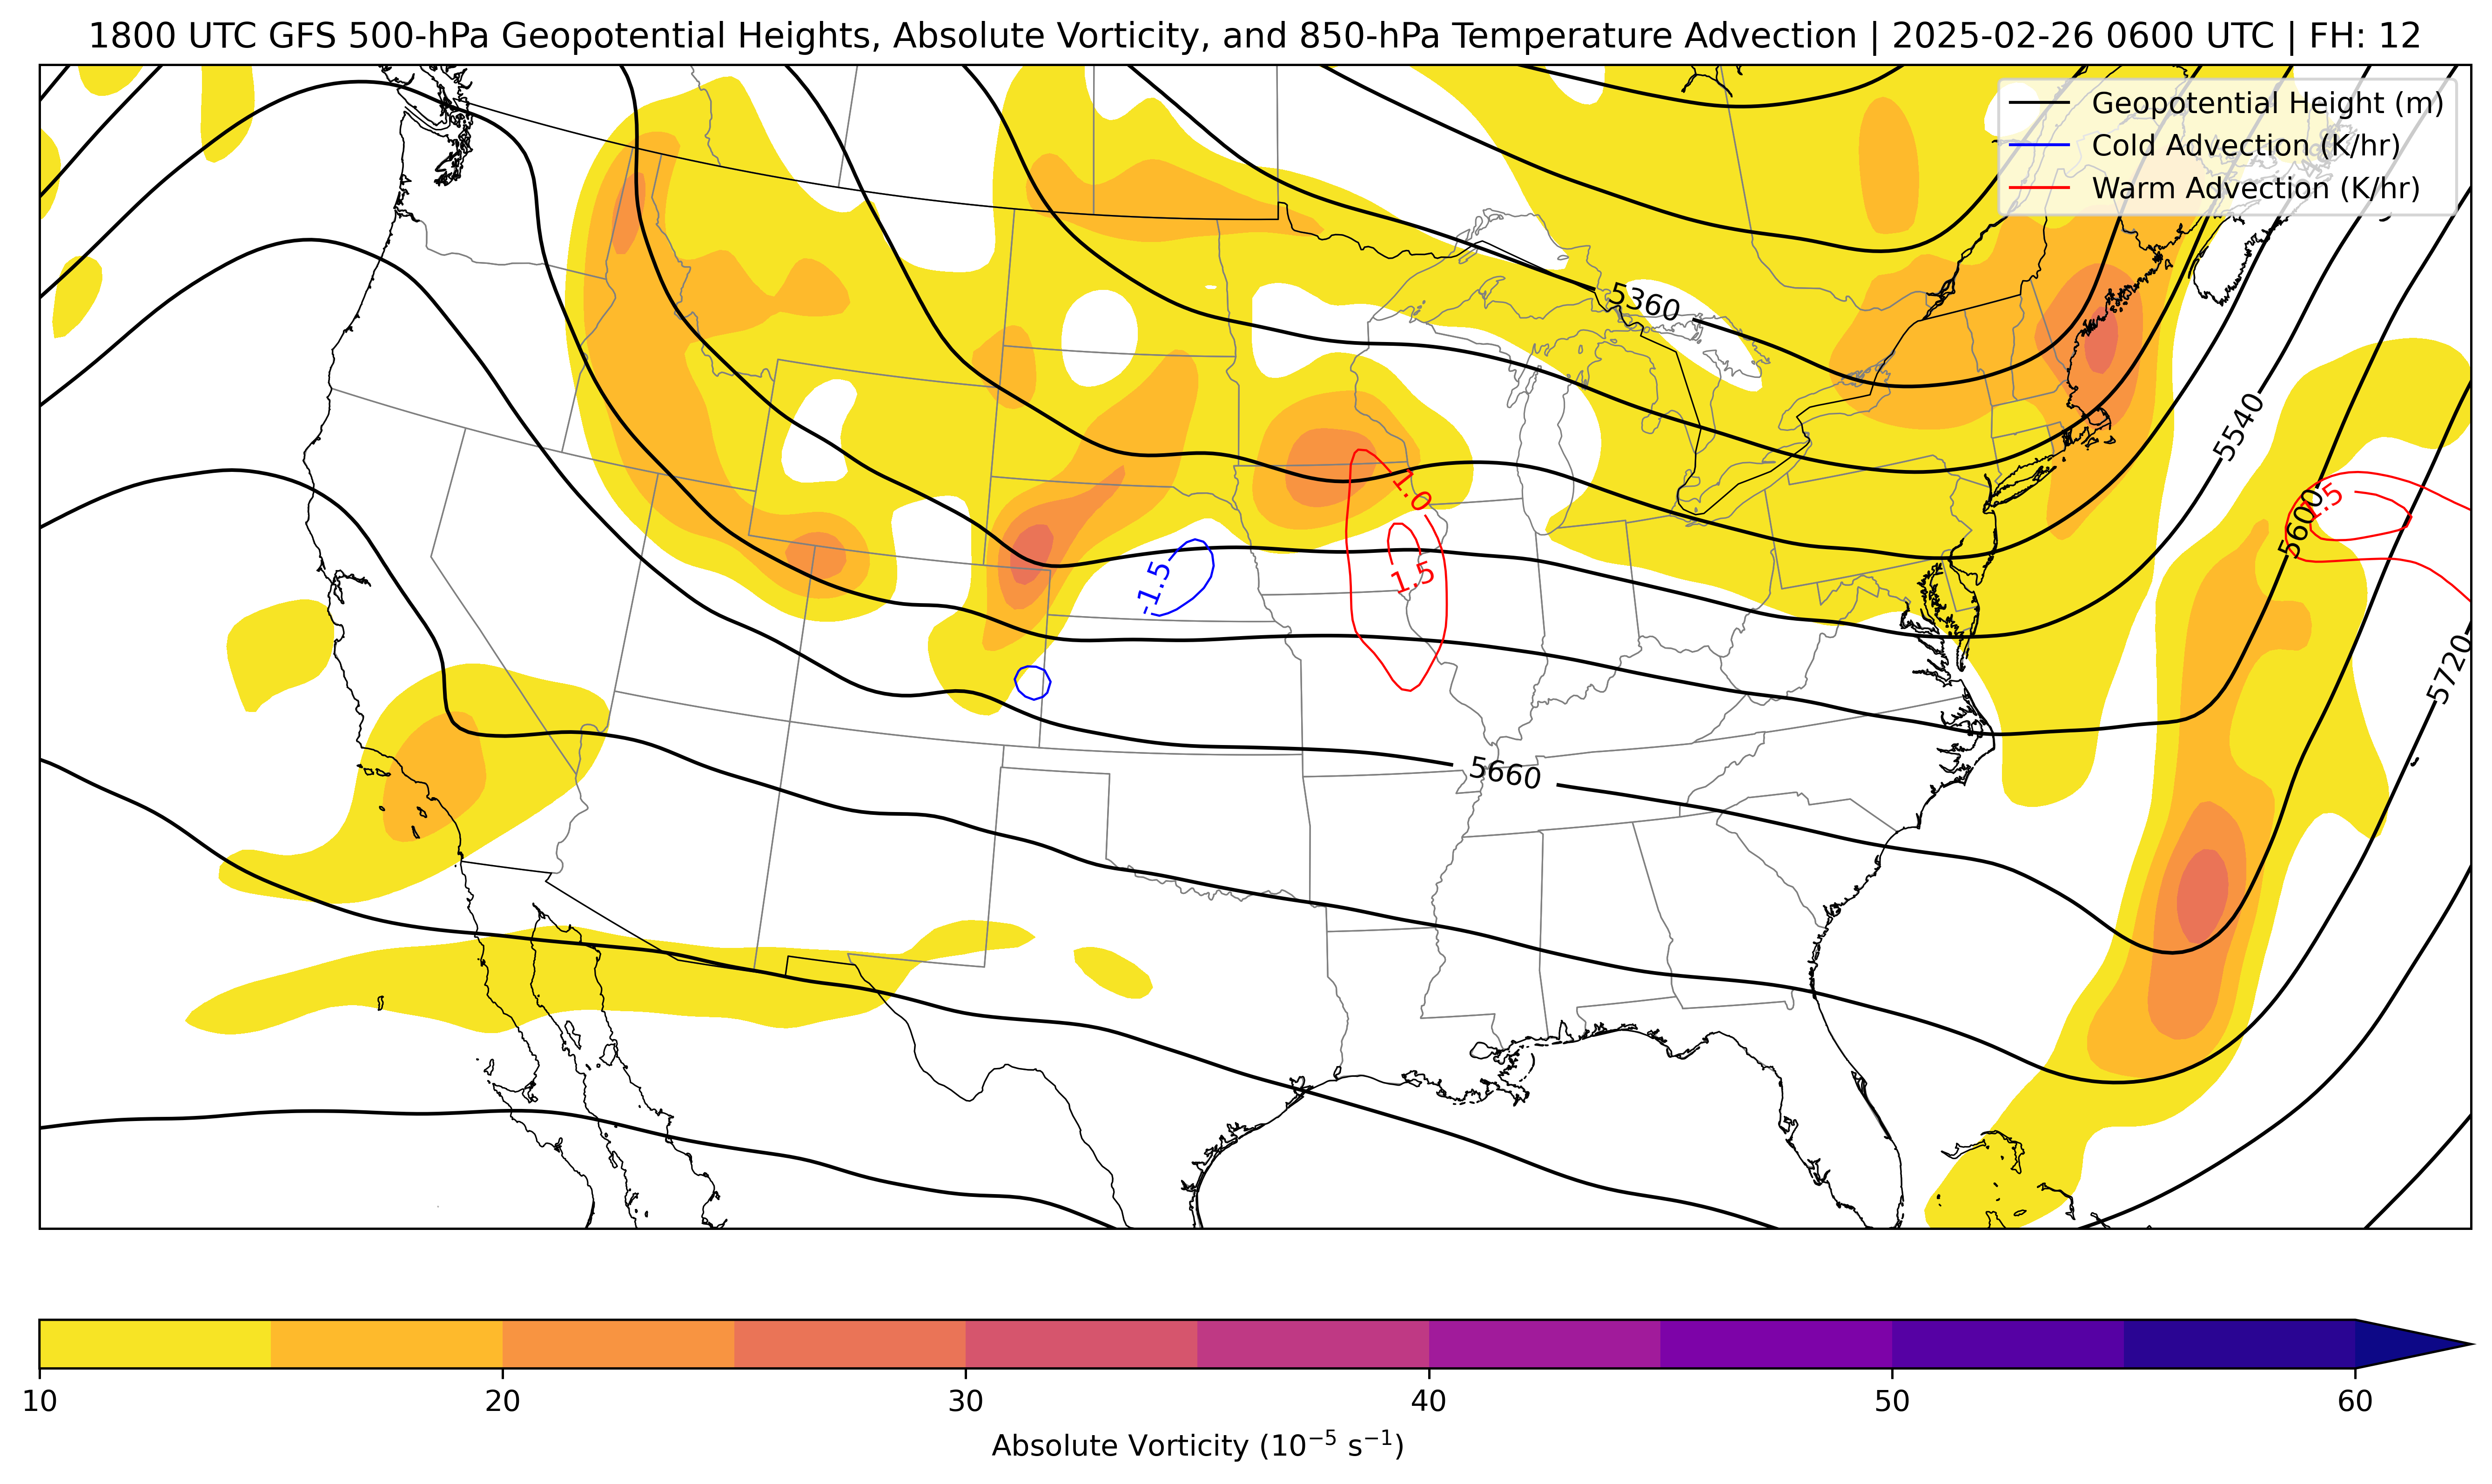 1800 UTC GFS 500-hPa Geopotential Heights, Absolute Vorticity, and 850-hPa Temperature Advection | 2025-02-26 0600 UTC | FH: 12
Geopotential Height (m)
Cold Advection (K/hr)
Warm Advection (K/hr)
5360
5540
1.0
1.5
5600
-1.5
1.5
5720
5660
10 20 30 40 50 60
Absolute Vorticity (10⁻⁵ s⁻¹)